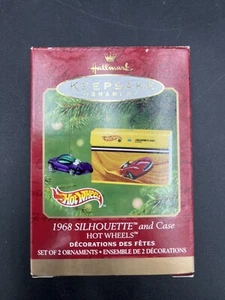 Hallmark
KEEPSAKE
ORNAMENT
HOT WHEELS
1968 SILHOUETTE™ and Case
HOT WHEELS™
DÉCORATIONS DES FÊTES
SET OF 2 ORNAMENTS • ENSEMBLE DE 2 DÉCORATIONS